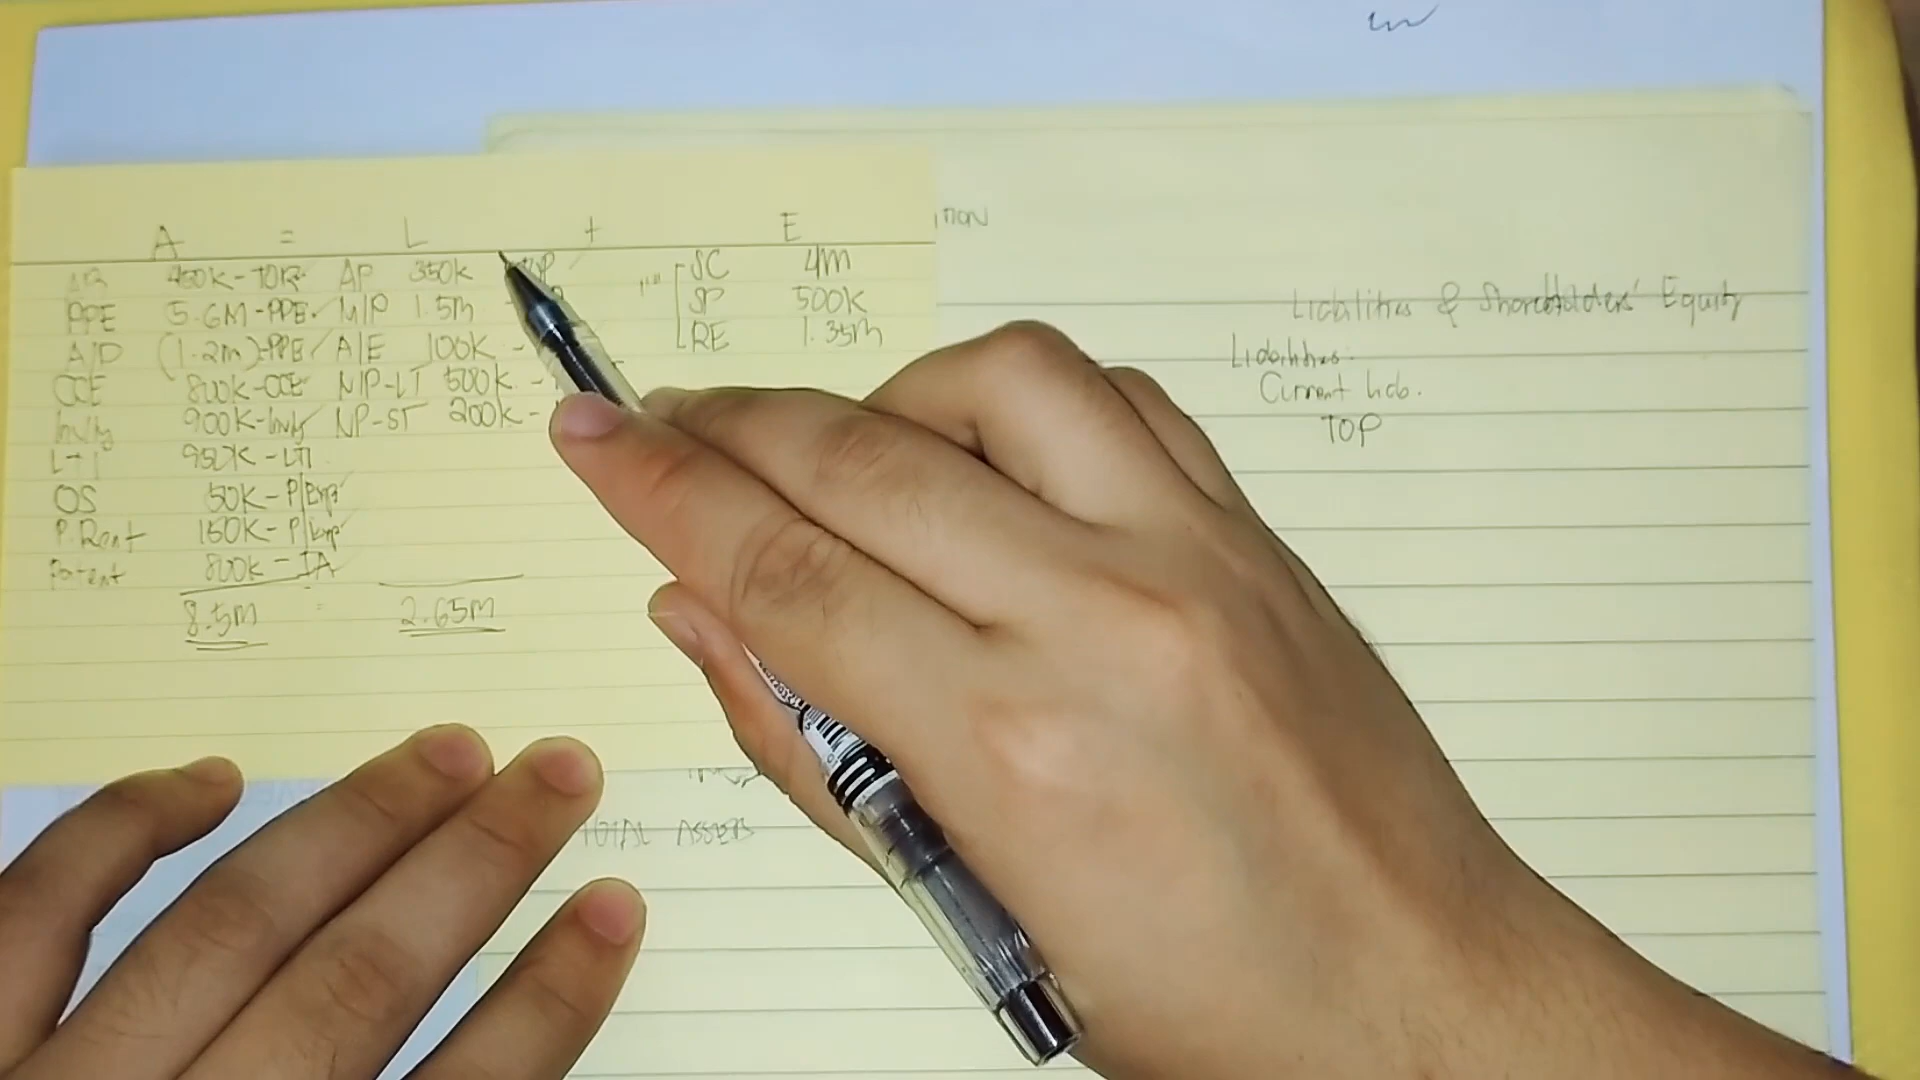 A = L + E
450K-TOR AP 350K SC 4M
PPE 5.6M-PPE M/P 1.5M SP 500K
A/D (1.2m)-PPE A/E 100K - RE 1.35M
CCE 800K-CCE N/P-LT 500K -
Invty 900K-Invty NP-ST 200K -
LTI 950K - LTI
OS 50K - P/Exp
P.Rent 150K - P/Exp
Patent 800K - IA
8.5M = 2.65M
TION
Liabilities & Shareholders' Equity
Liabilities:
Current Liab.
TOP
TOTAL ASSETS